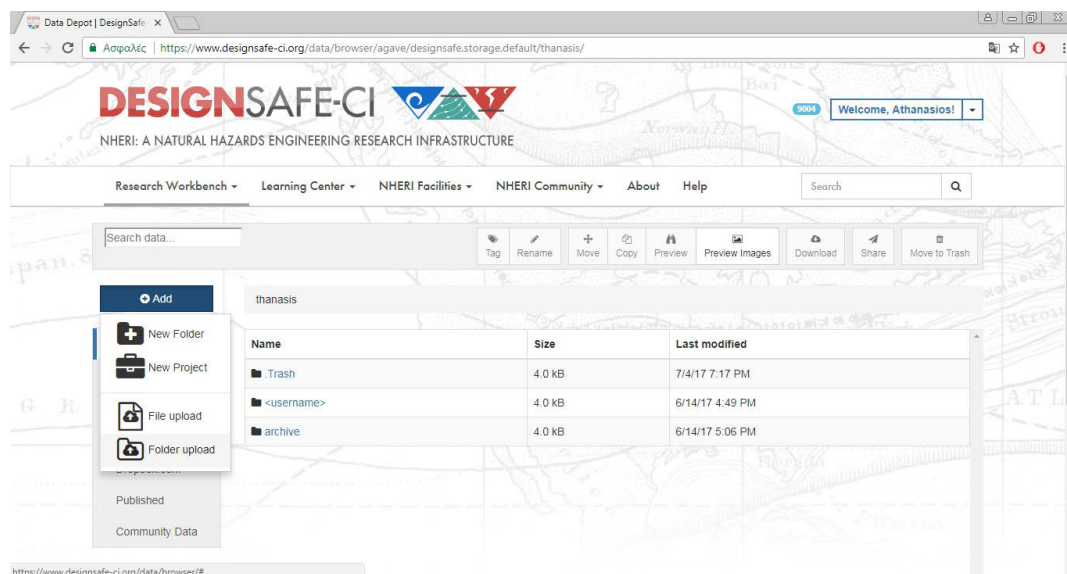 Data Depot | DesignSafe
Ασφαλές | https://www.designsafe-ci.org/data/browser/agave/designsafe.storage.default/thanasis/
DESIGNSAFE-CI
9004 Welcome, Athanasios!
NHERI: A NATURAL HAZARDS ENGINEERING RESEARCH INFRASTRUCTURE
Research Workbench Learning Center NHERI Facilities NHERI Community About Help Search
Search data...
Tag Rename Move Copy Preview Preview Images Download Share Move to Trash
Add
thanasis
New Folder
New Project
File upload
Folder upload
Name Size Last modified
.Trash 4.0 kB 7/4/17 7:17 PM
<username> 4.0 kB 6/14/17 4:49 PM
archive 4.0 kB 6/14/17 5:06 PM
Published
Community Data
https://www.designsafe-ci.org/data/browser/#